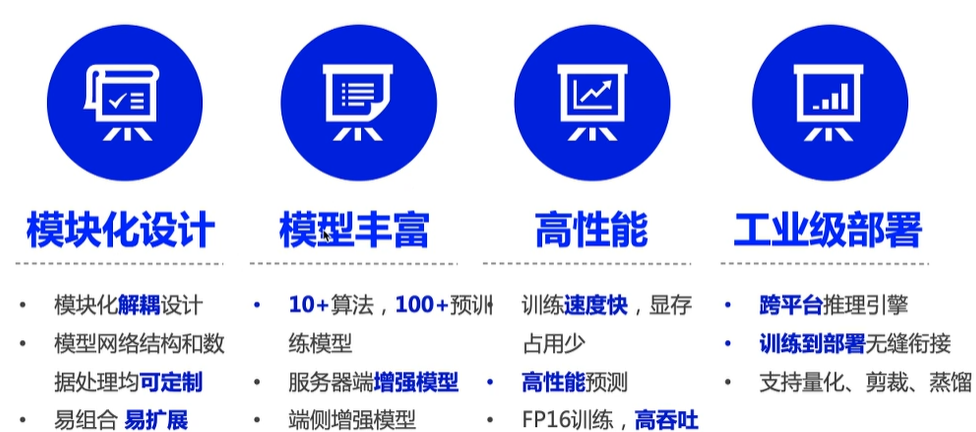 模块化设计
模块化解耦设计
模型网络结构和数
据处理均可定制
易组合 易扩展
模型丰富
10+算法，100+预训
练模型
服务器端增强模型
端侧增强模型
高性能
训练速度快，显存
占用少
高性能预测
FP16训练，高吞吐
工业级部署
跨平台推理引擎
训练到部署无缝衔接
支持量化、剪裁、蒸馏